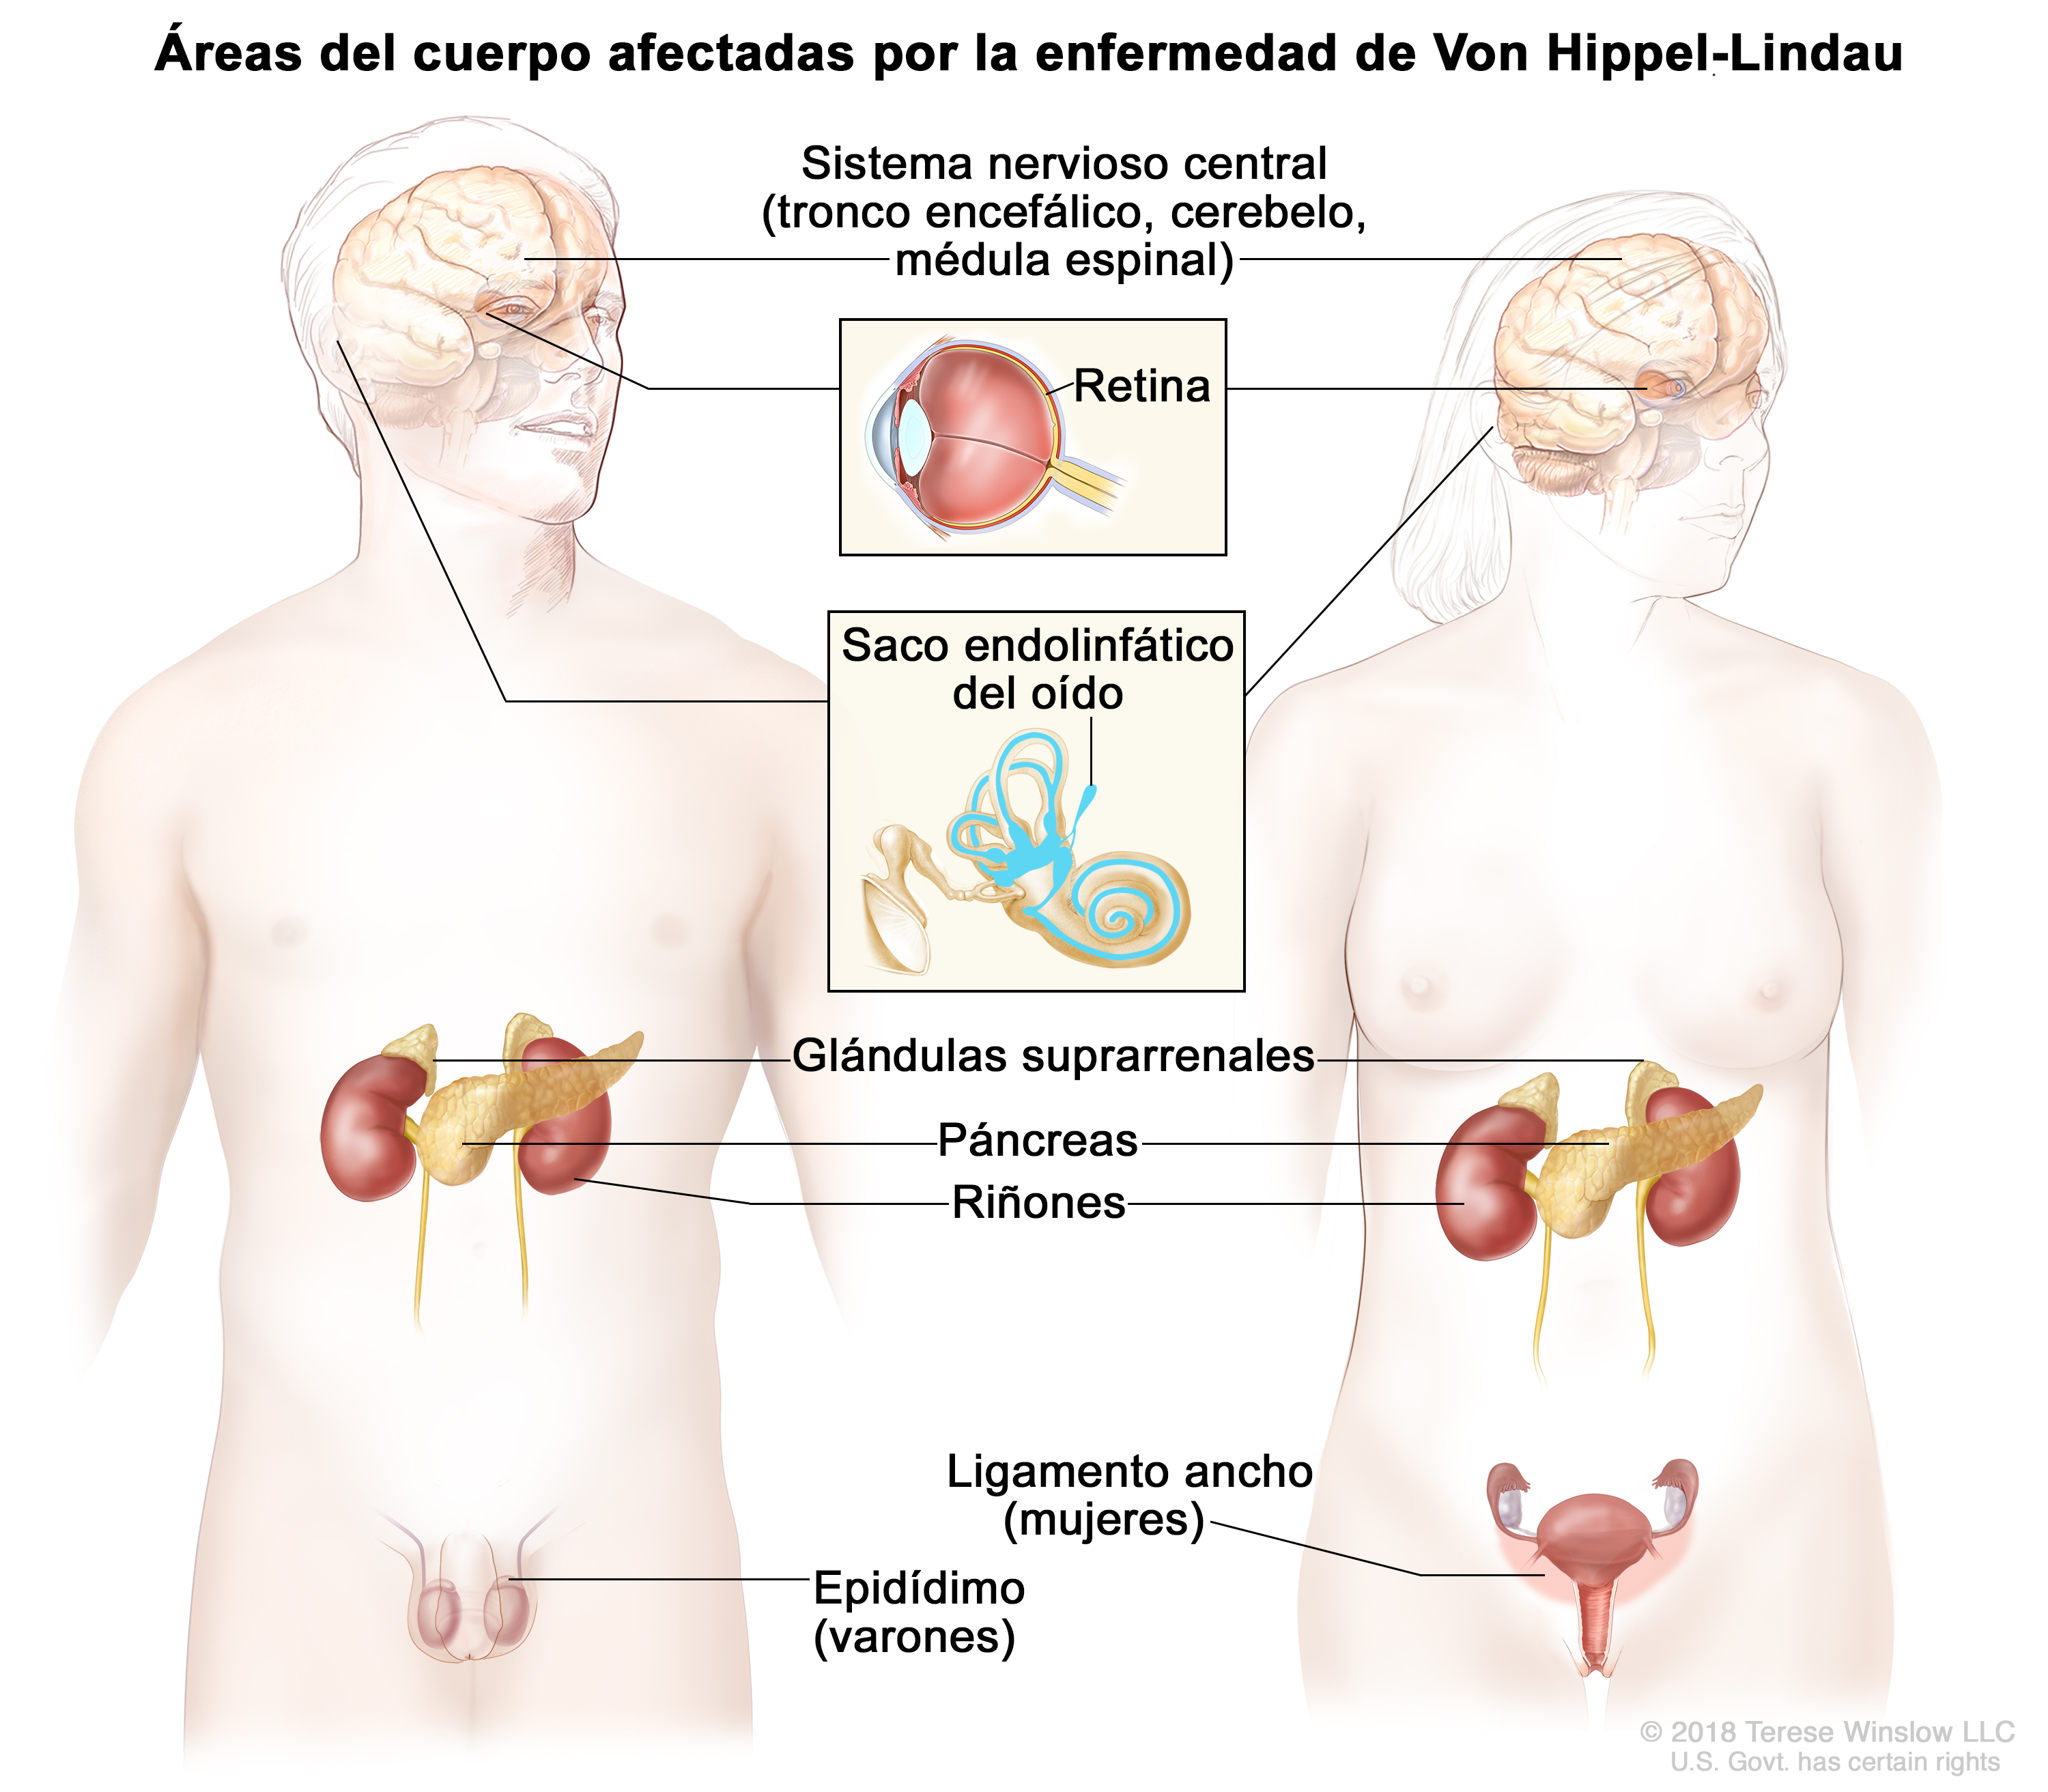 Áreas del cuerpo afectadas por la enfermedad de Von Hippel-Lindau
Sistema nervioso central
(tronco encefálico, cerebelo,
médula espinal)
Retina
Saco endolinfático
del oído
Glándulas suprarrenales
Páncreas
Riñones
Ligamento ancho
(mujeres)
Epidídimo
(varones)
© 2018 Terese Winslow LLC
U.S. Govt. has certain rights